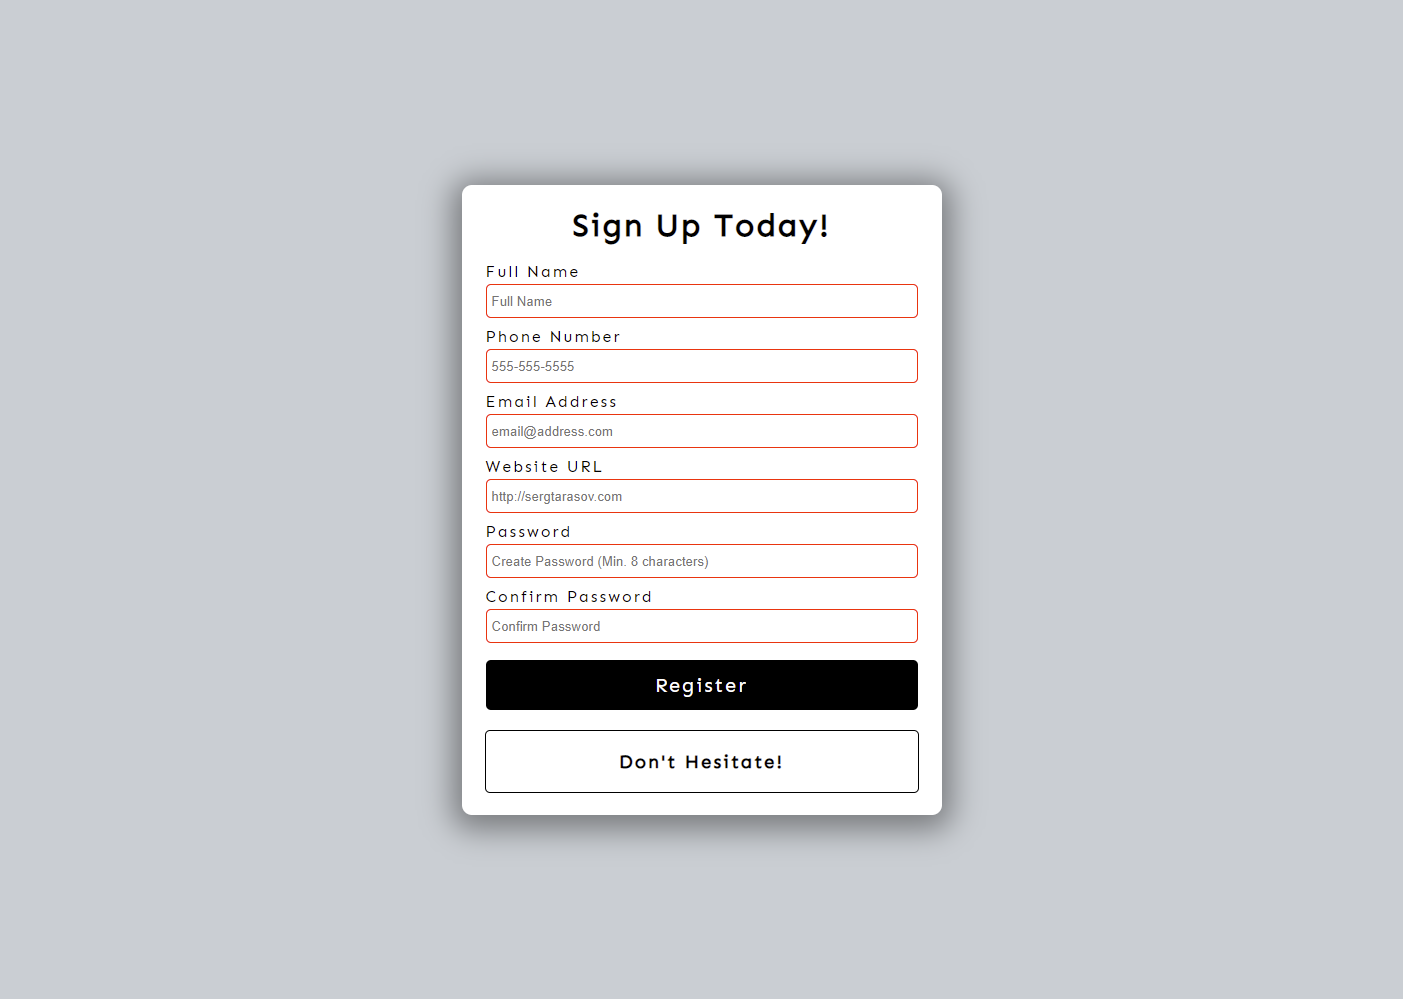 Sign Up Today!
Full Name
Full Name
Phone Number
555-555-5555
Email Address
email@address.com
Website URL
http://sergtarasov.com
Password
Create Password (Min. 8 characters)
Confirm Password
Confirm Password
Register
Don't Hesitate!